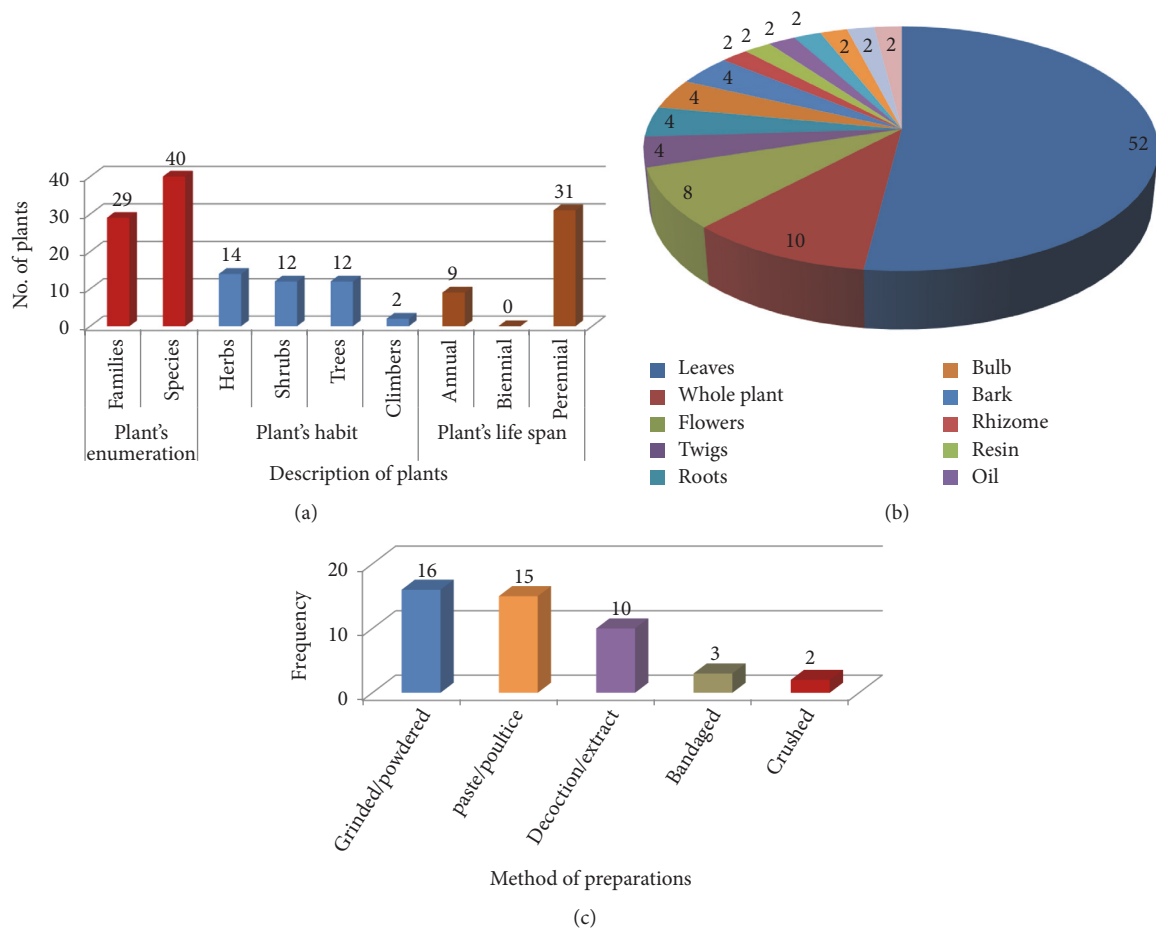 No. of plants
40
30
20
10
0
29
40
14
12
12
2
9
0
31
Families
Species
Herbs
Shrubs
Trees
Climbers
Annual
Biennial
Perennial
Plant's enumeration
Plant's habit
Plant's life span
Description of plants
(a)
52
10
8
4
4
4
4
2
2
2
2
2
2
2
Leaves
Whole plant
Flowers
Twigs
Roots
Bulb
Bark
Rhizome
Resin
Oil
(b)
Frequency
20
10
0
16
15
10
3
2
Grinded/powdered
paste/poultice
Decoction/extract
Bandaged
Crushed
Method of preparations
(c)